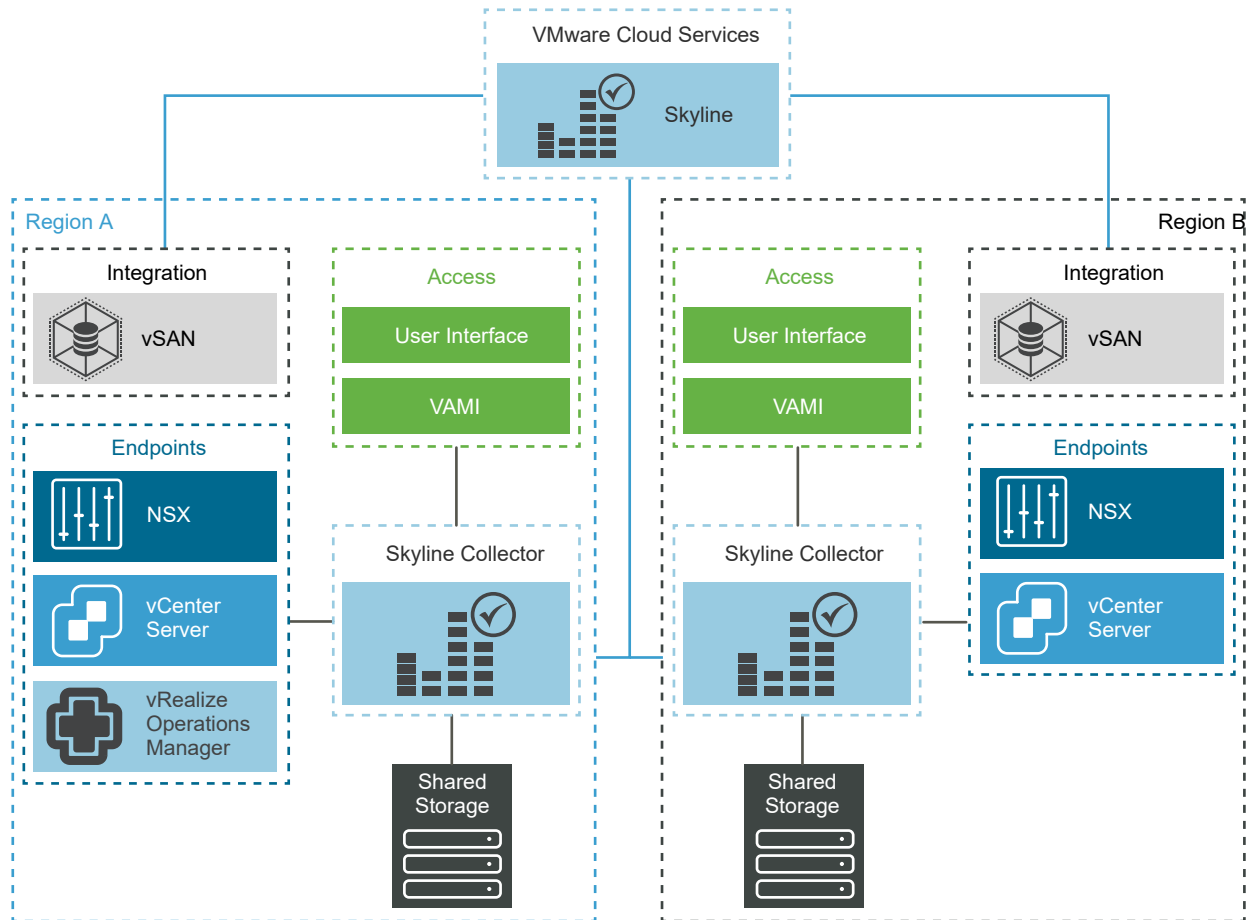 VMware Cloud Services
Skyline
Region A
Integration
vSAN
Endpoints
NSX
vCenter
Server
vRealize
Operations
Manager
Access
User Interface
VAMI
Skyline Collector
Shared
Storage
Region B
Access
User Interface
VAMI
Skyline Collector
Shared
Storage
Integration
vSAN
Endpoints
NSX
vCenter
Server